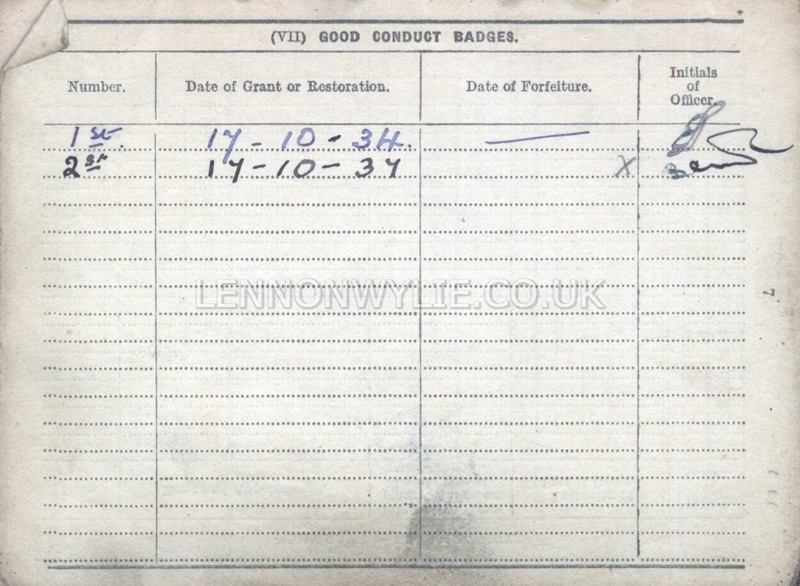 (VII) GOOD CONDUCT BADGES.
Number. Date of Grant or Restoration. Date of Forfeiture. Initials of Officer.
1st. 17-10-34. —
2nd 17-10-37 X
LENNONWYLIE.CO.UK